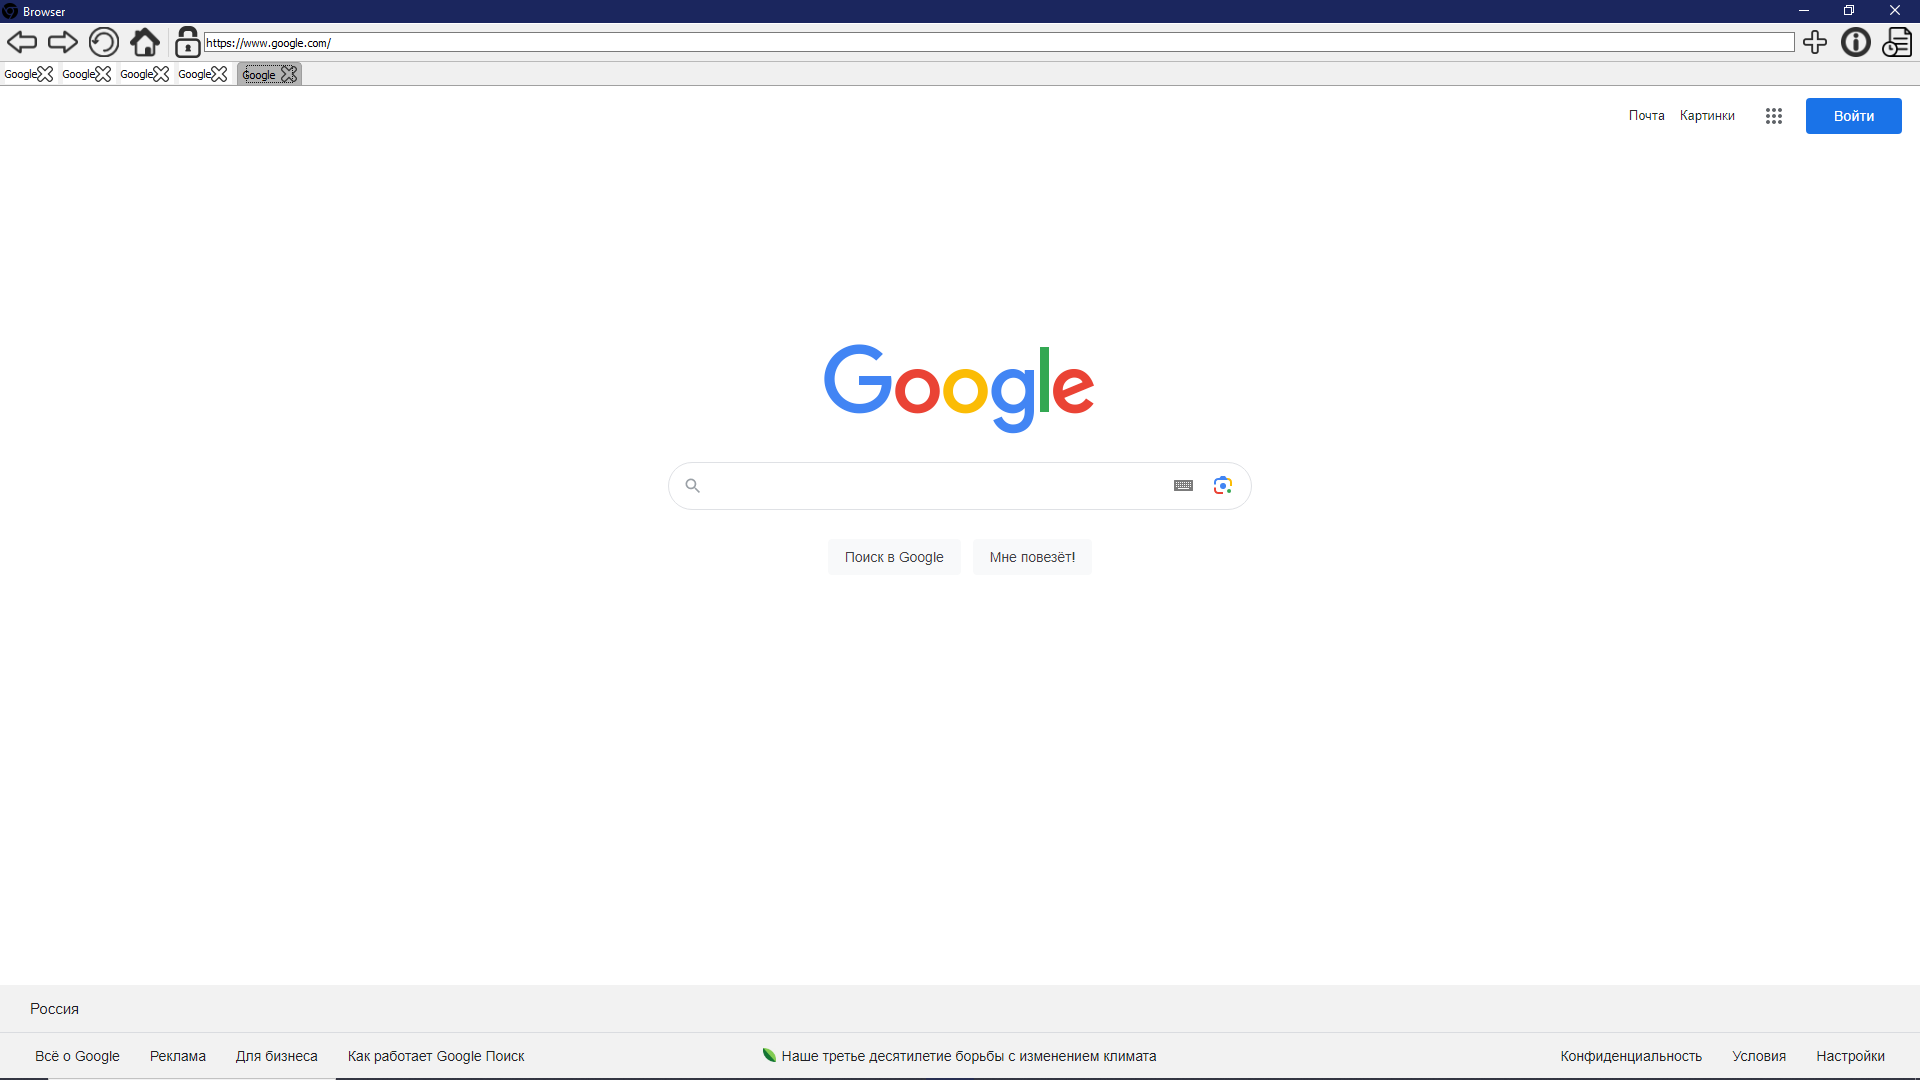 Browser
https://www.google.com/
Google Google Google Google Google
Почта Картинки Войти
Google
Поиск в Google Мне повезёт!
Россия
Всё о Google Реклама Для бизнеса Как работает Google Поиск Наше третье десятилетие борьбы с изменением климата Конфиденциальность Условия Настройки